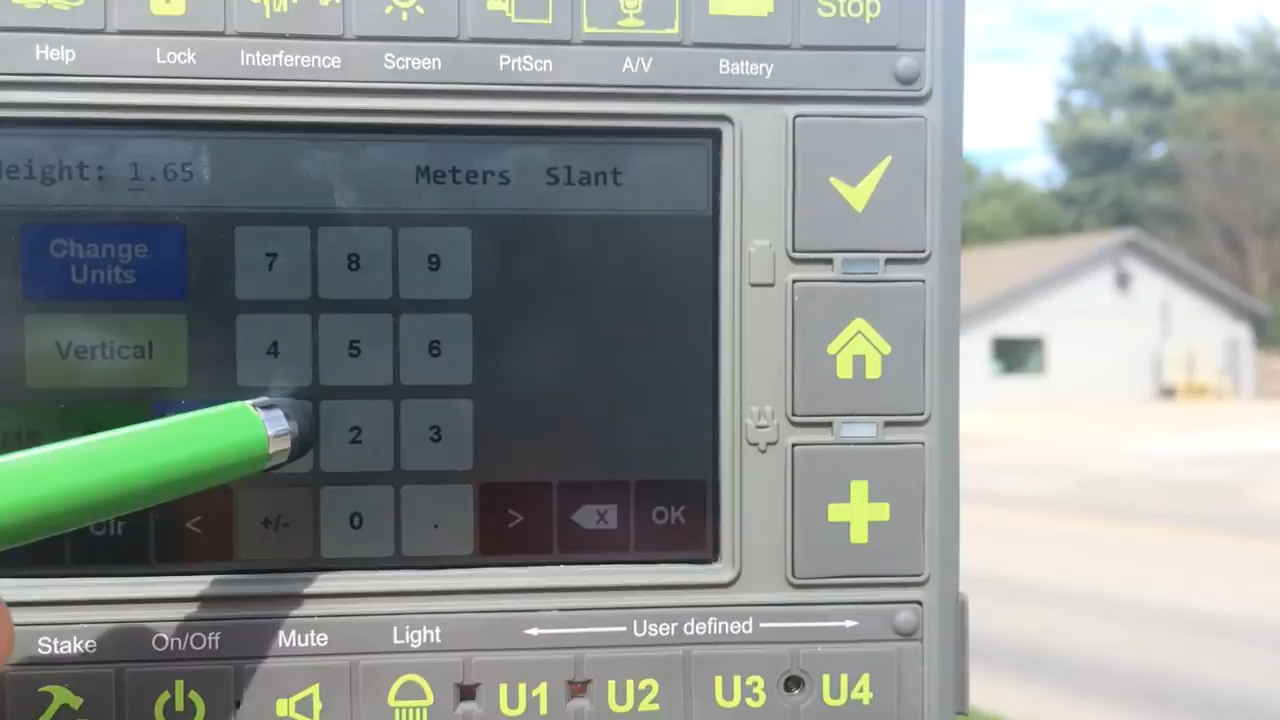 Stop
Help Lock Interference Screen PrtScn A/V Battery
1.65 Meters Slant
Change Units 7 8 9
Vertical 4 5 6
2 3
Clr < +/- 0 . > X OK
Stake On/Off Mute Light User defined
U1 U2 U3 U4